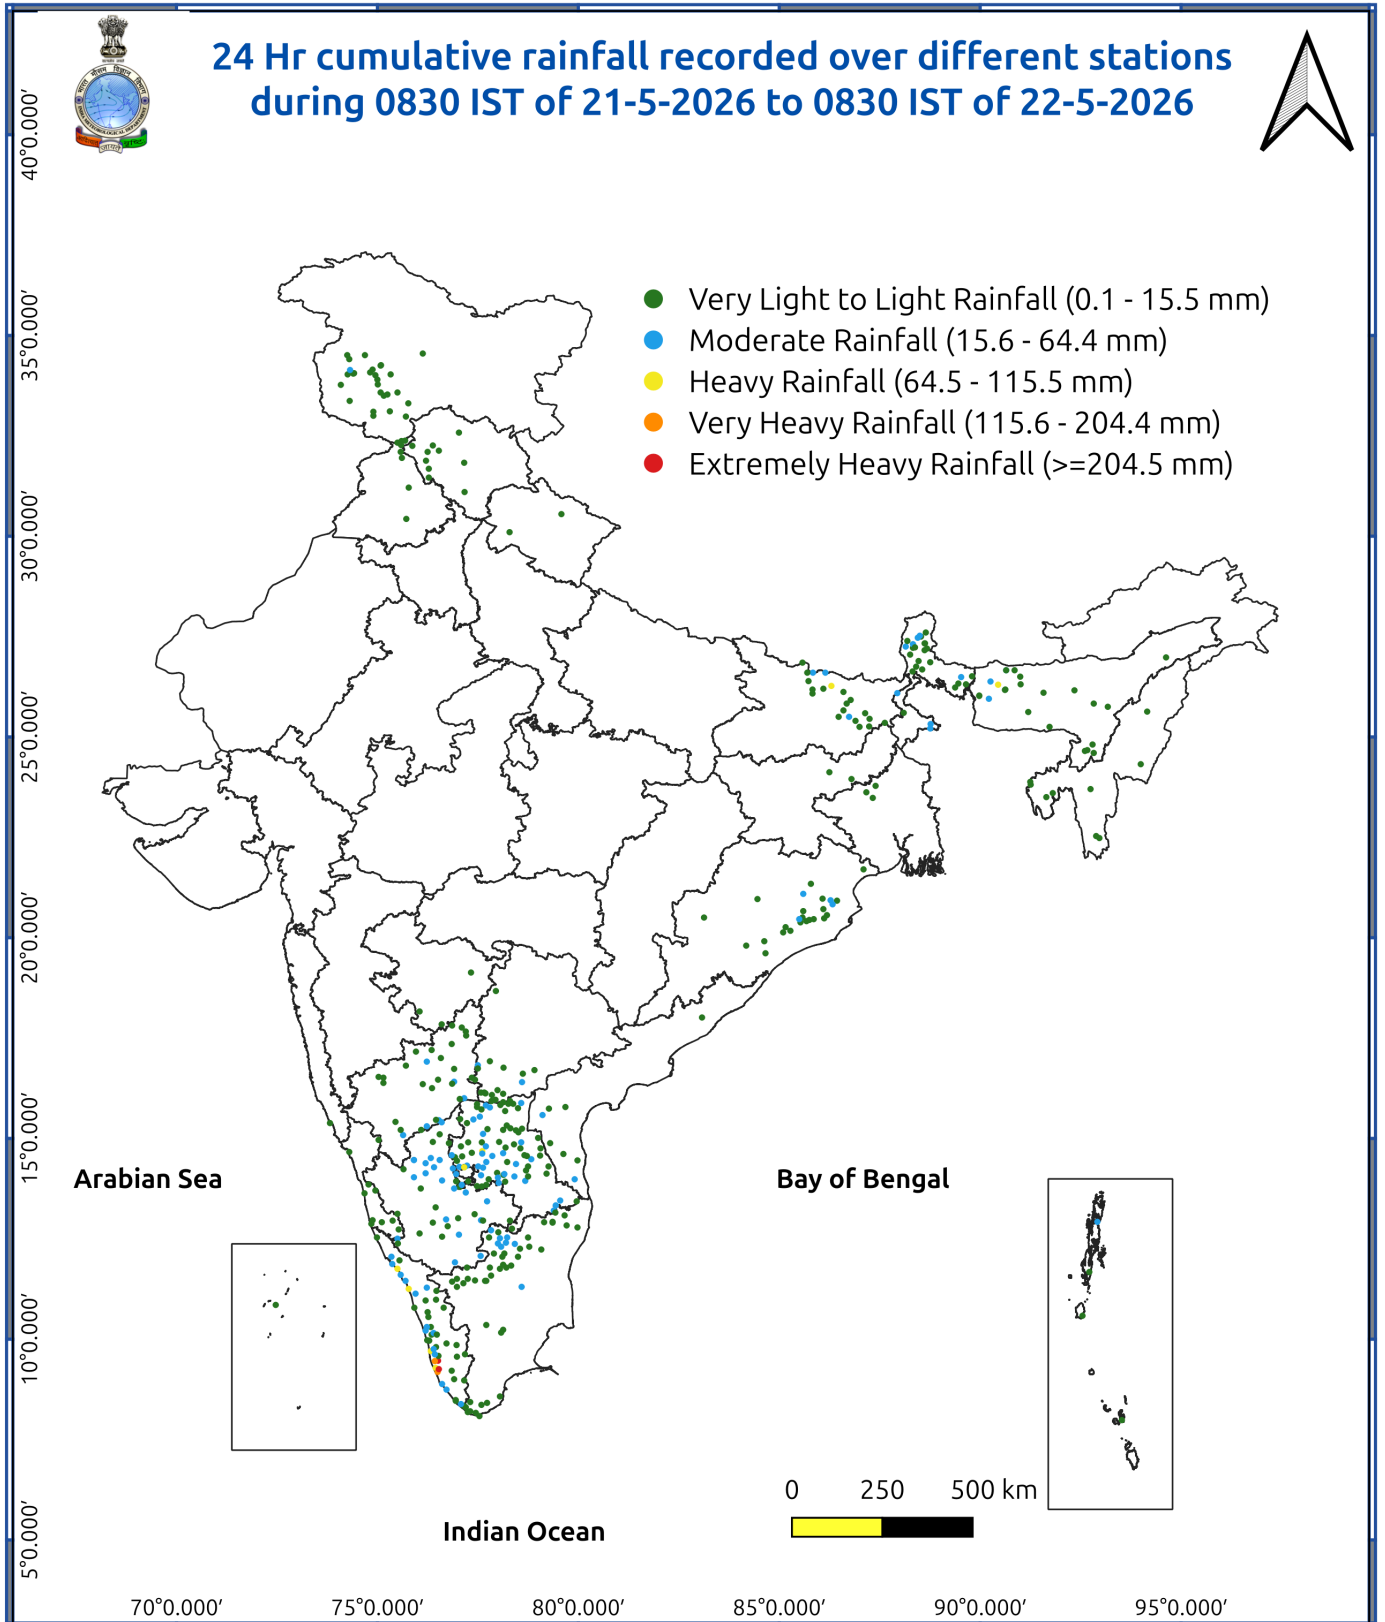 24 Hr cumulative rainfall recorded over different stations
during 0830 IST of 21-5-2026 to 0830 IST of 22-5-2026
Very Light to Light Rainfall (0.1 - 15.5 mm)
Moderate Rainfall (15.6 - 64.4 mm)
Heavy Rainfall (64.5 - 115.5 mm)
Very Heavy Rainfall (115.6 - 204.4 mm)
Extremely Heavy Rainfall (>=204.5 mm)
40°0.000′
35°0.000′
30°0.000′
25°0.000′
20°0.000′
15°0.000′
10°0.000′
5°0.000′
Arabian Sea
Bay of Bengal
Indian Ocean
0 250 500 km
70°0.000′ 75°0.000′ 80°0.000′ 85°0.000′ 90°0.000′ 95°0.000′